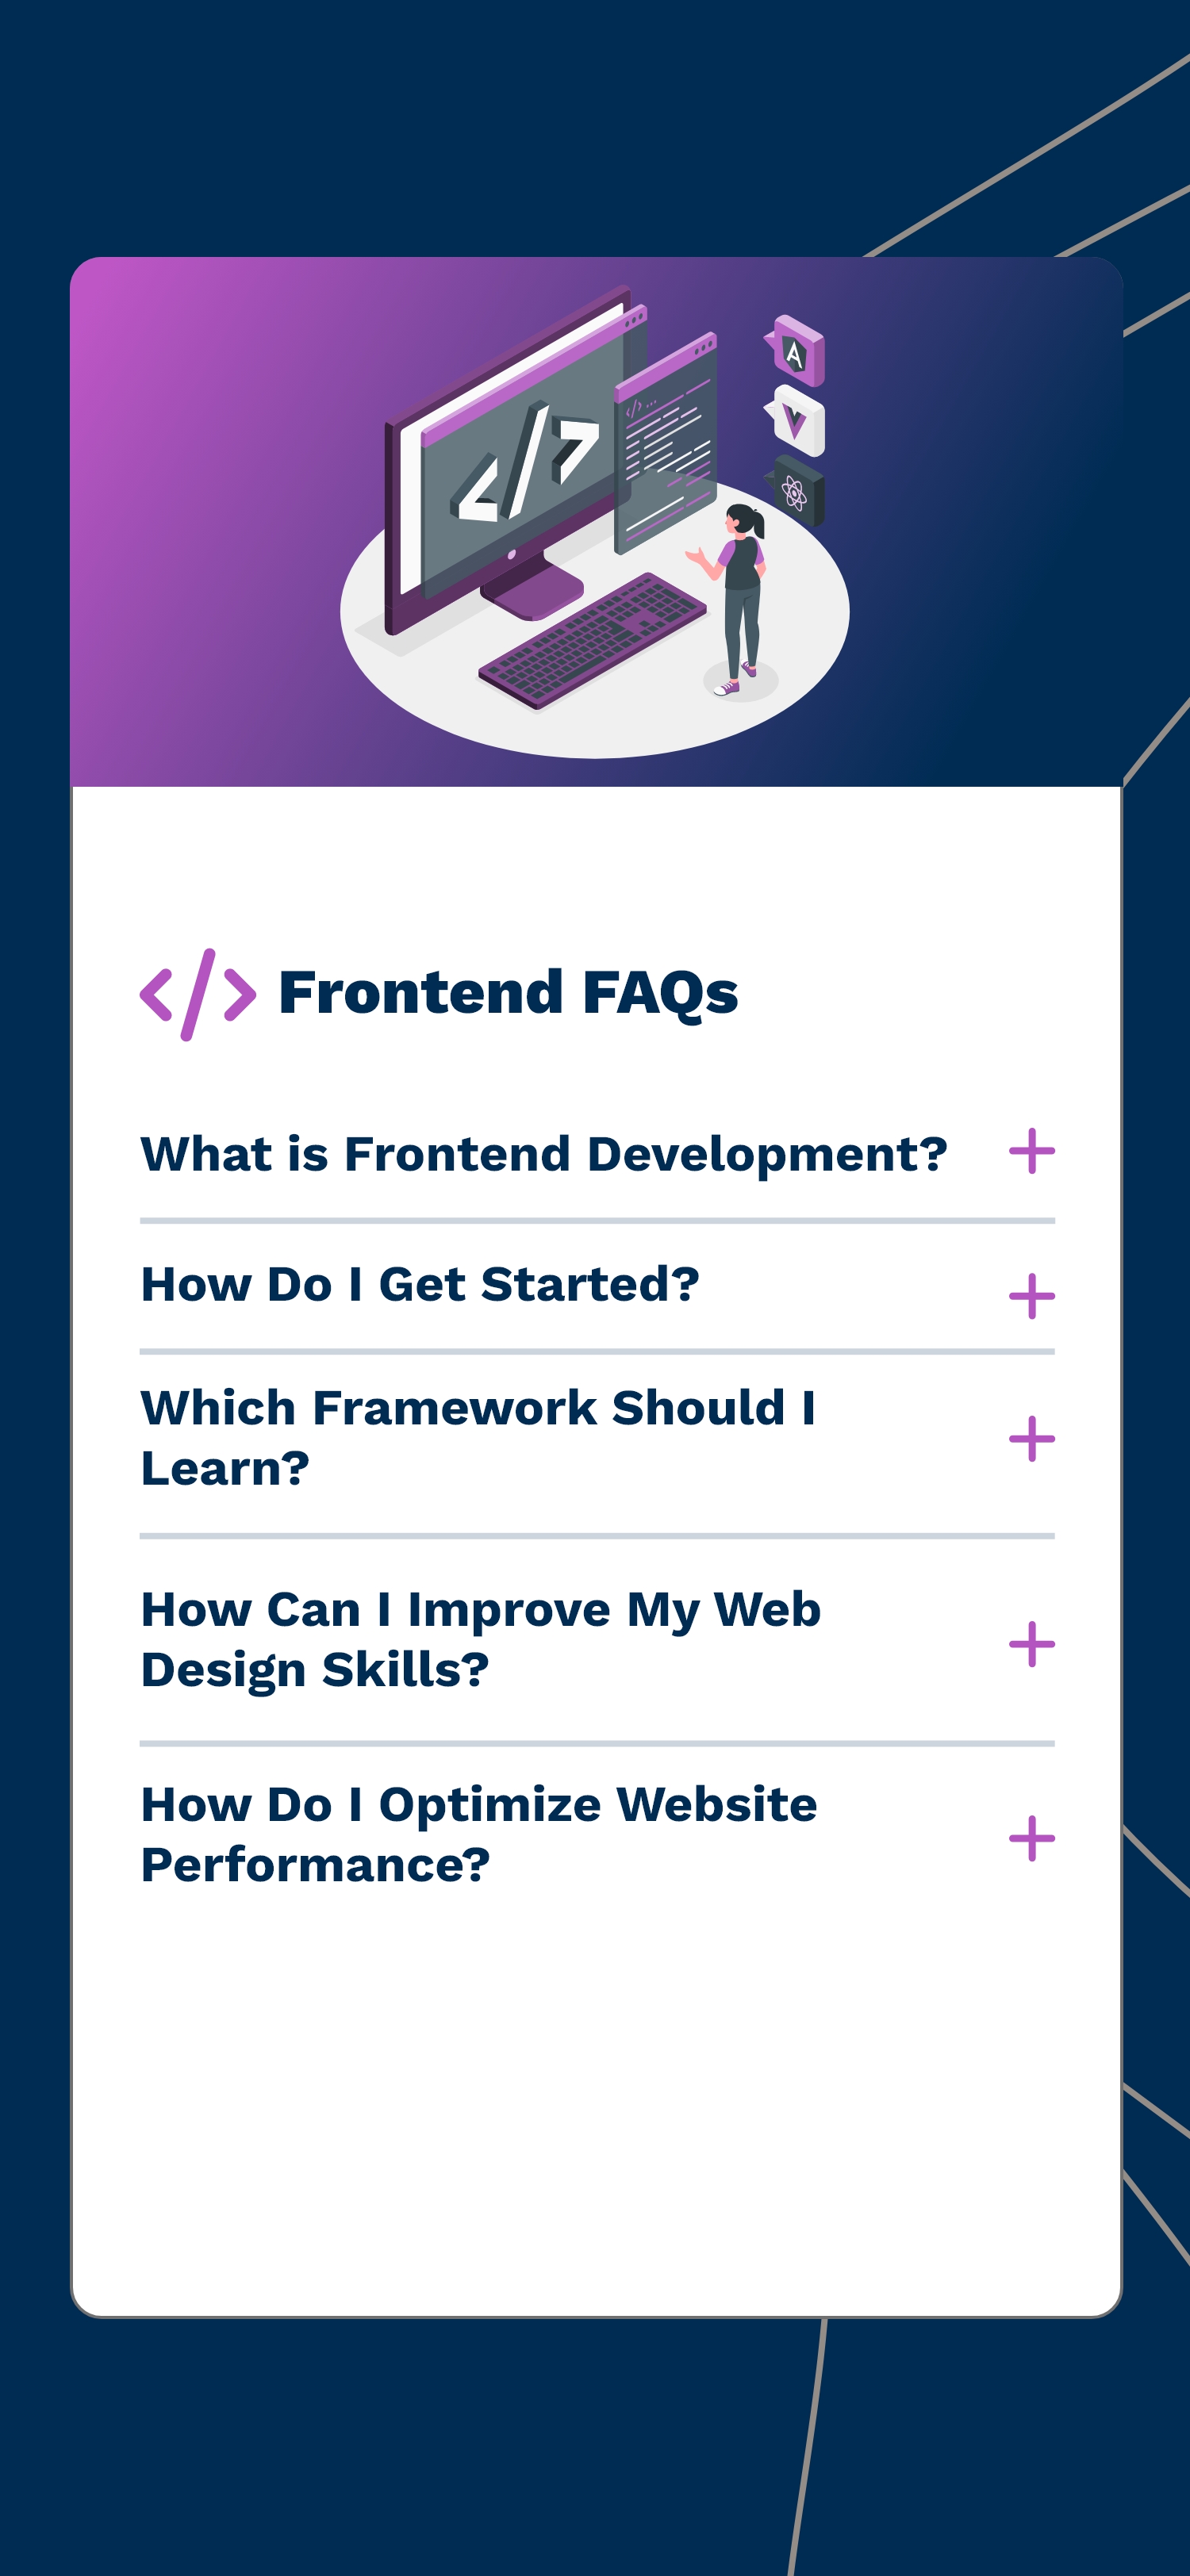 </>
</>...
A
</> Frontend FAQs
What is Frontend Development?
How Do I Get Started?
Which Framework Should I
Learn?
How Can I Improve My Web
Design Skills?
How Do I Optimize Website
Performance?